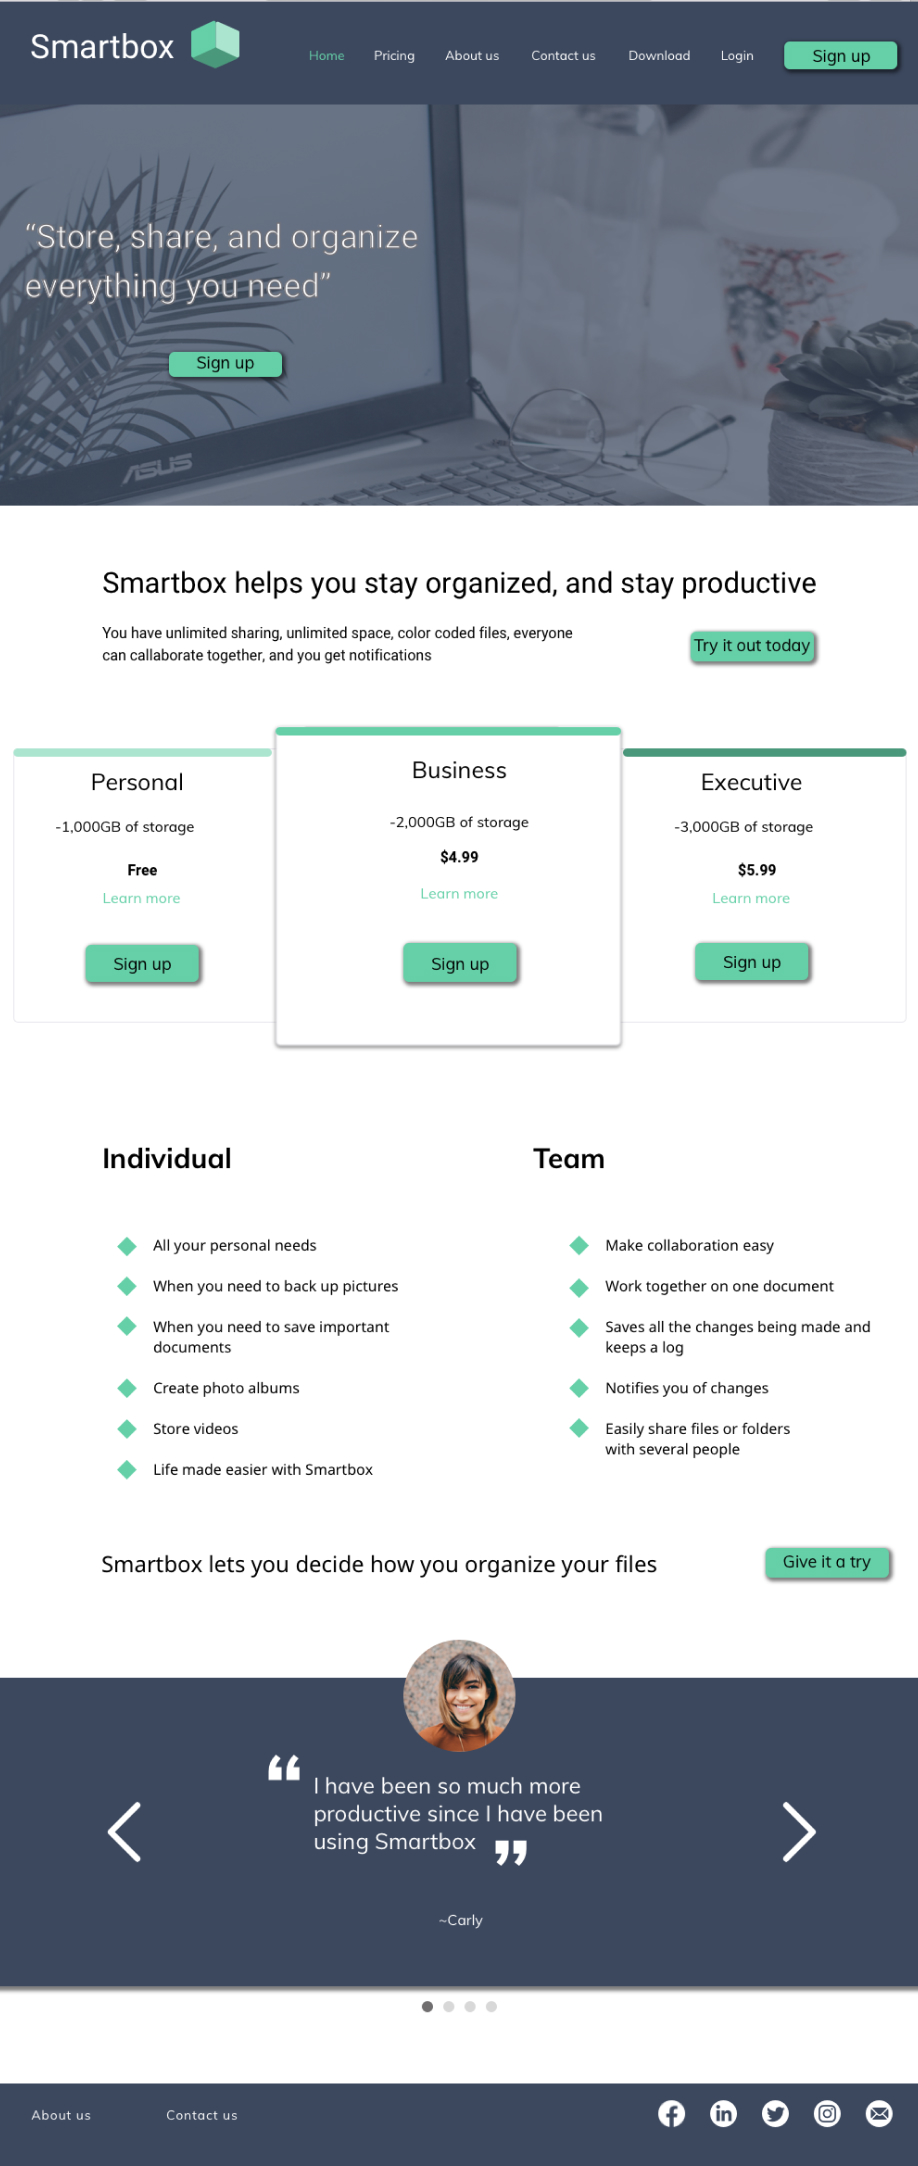 Smartbox
Home Pricing About us Contact us Download Login Sign up
“Store, share, and organize
everything you need”
Sign up
ASUS
Smartbox helps you stay organized, and stay productive
You have unlimited sharing, unlimited space, color coded files, everyone
can callaborate together, and you get notifications
Try it out today
Personal
-1,000GB of storage
Free
Learn more
Sign up
Business
-2,000GB of storage
$4.99
Learn more
Sign up
Executive
-3,000GB of storage
$5.99
Learn more
Sign up
Individual
All your personal needs
When you need to back up pictures
When you need to save important
documents
Create photo albums
Store videos
Life made easier with Smartbox
Team
Make collaboration easy
Work together on one document
Saves all the changes being made and
keeps a log
Notifies you of changes
Easily share files or folders
with several people
Smartbox lets you decide how you organize your files
Give it a try
“I have been so much more
productive since I have been
using Smartbox”
~Carly
About us Contact us